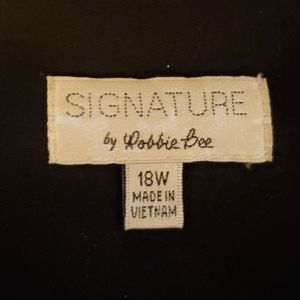 SIGNATURE
by Robbie Bee
18W
MADE IN
VIETNAM